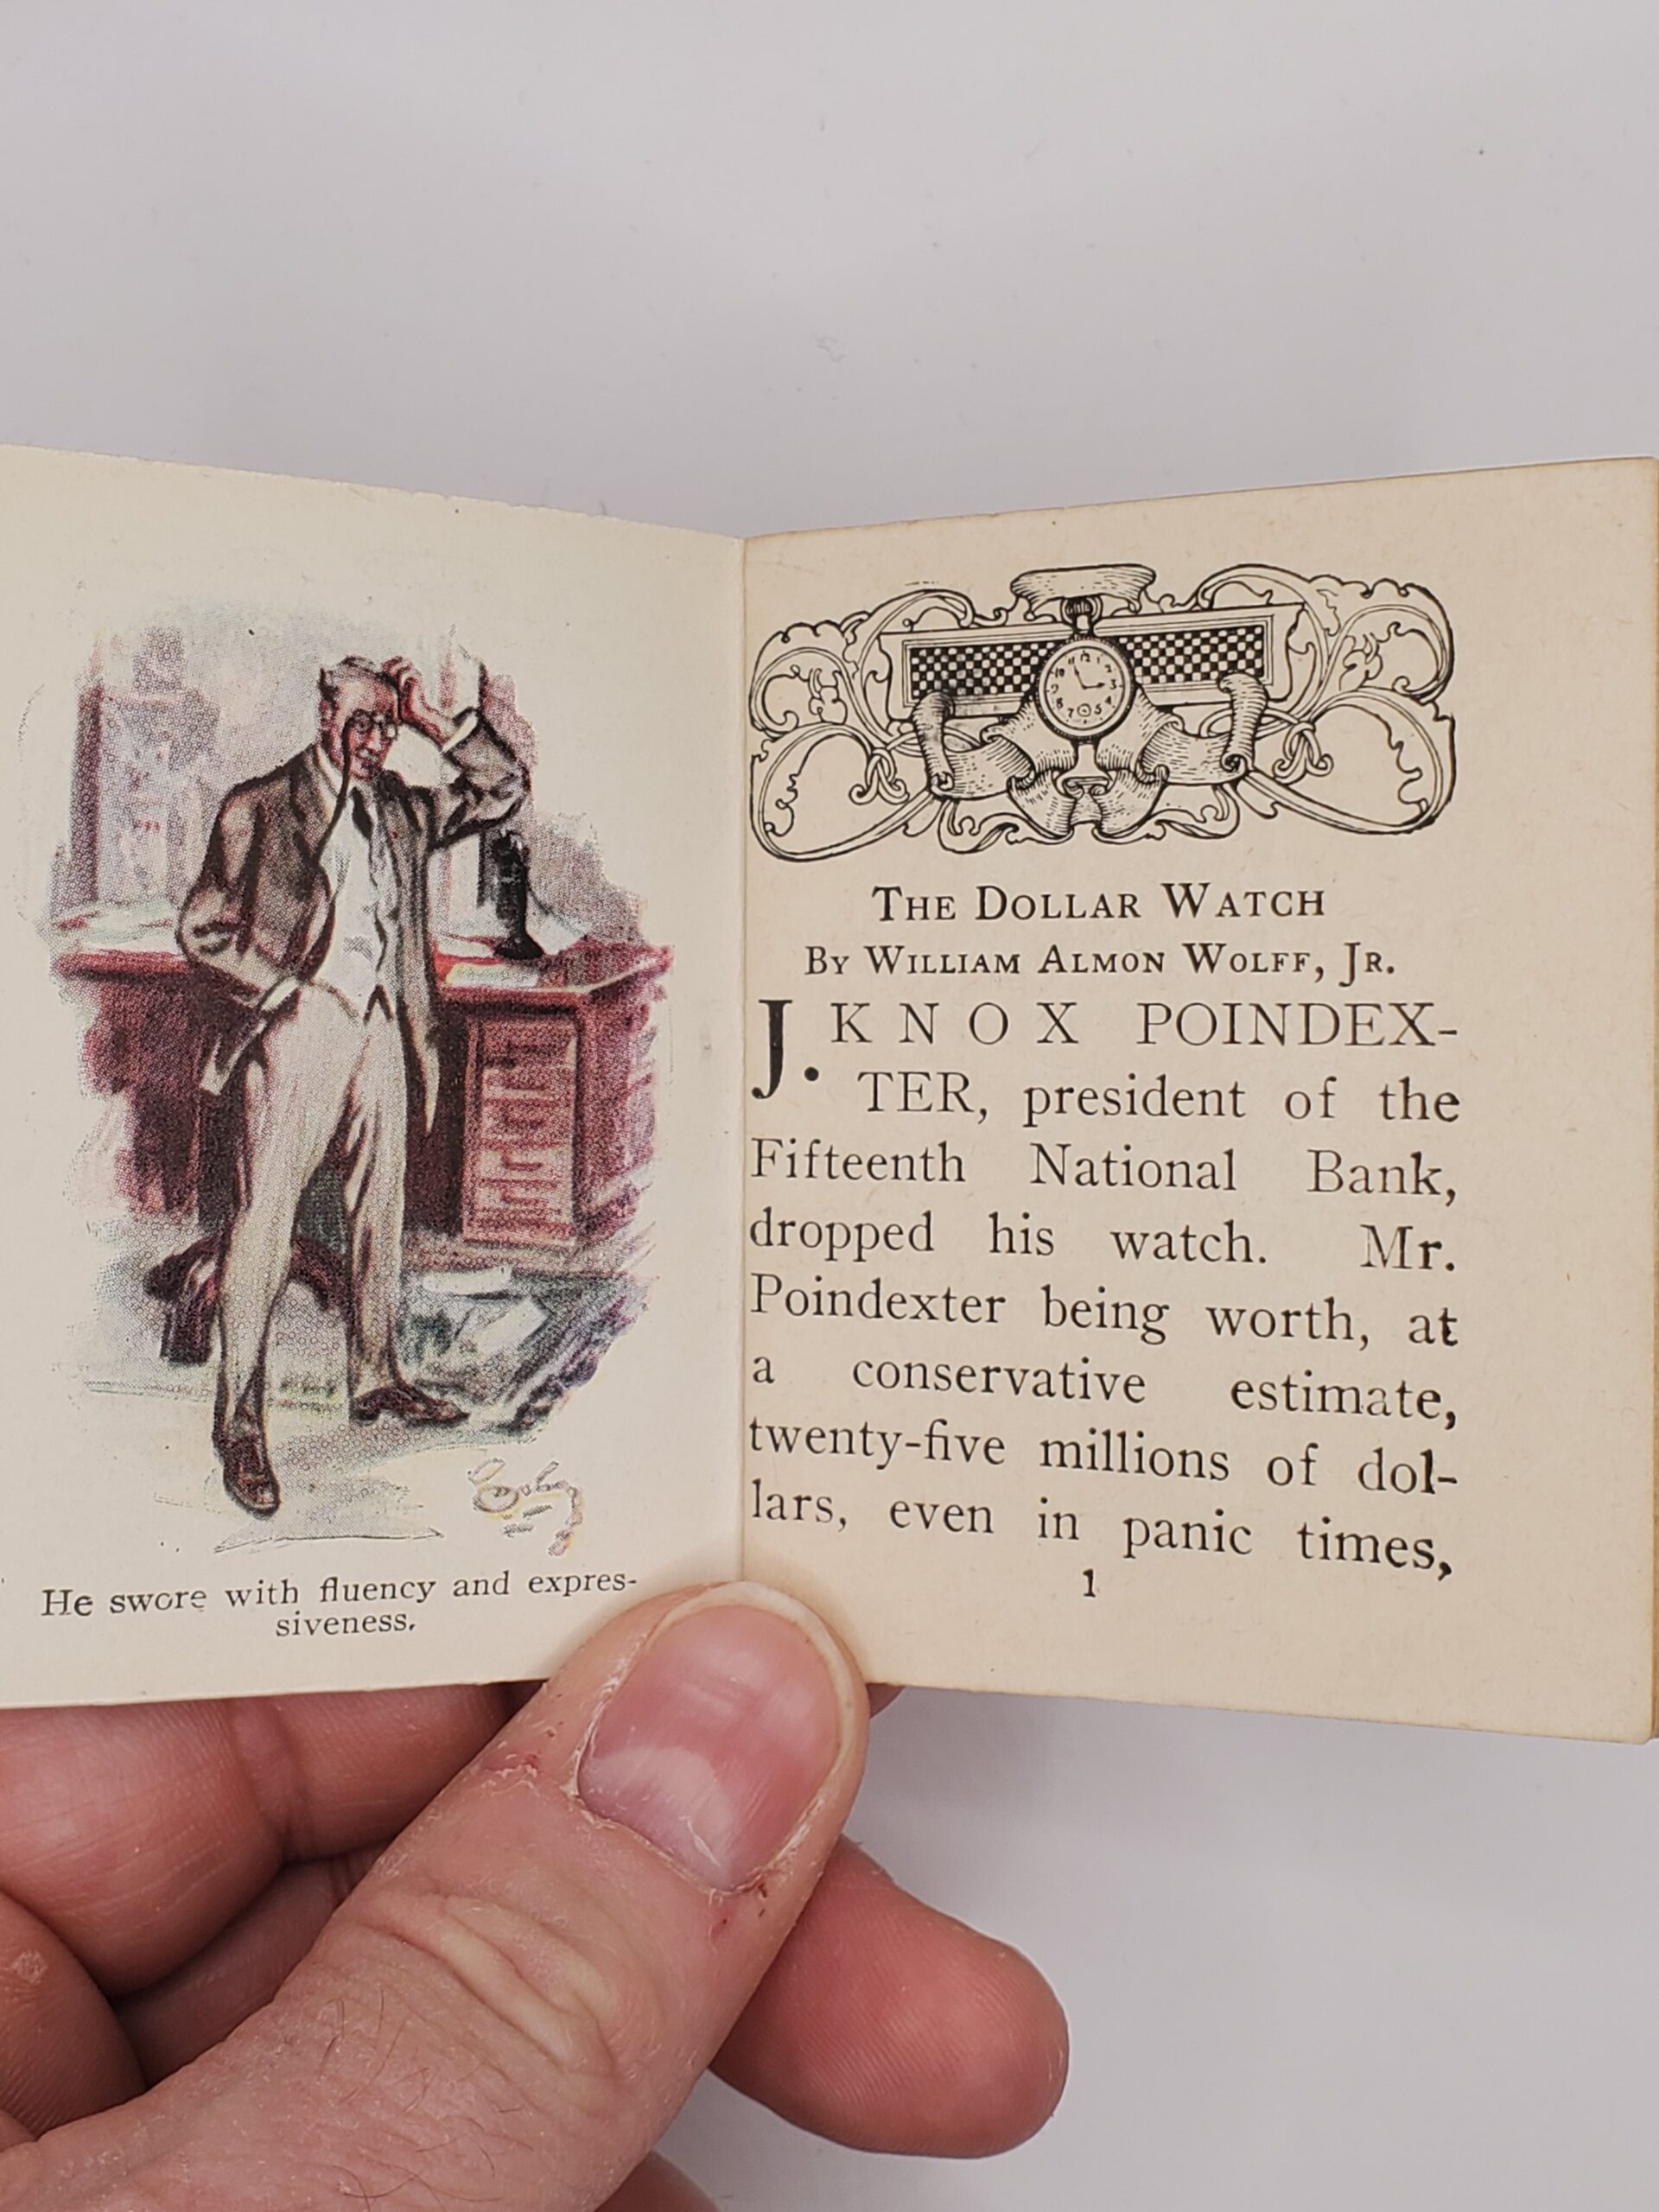 He swore with fluency and expres-
siveness.
THE DOLLAR WATCH
BY WILLIAM ALMON WOLFF, JR.
J. KNOX POINDEX-
TER, president of the
Fifteenth National Bank,
dropped his watch. Mr.
Poindexter being worth, at
a conservative estimate,
twenty-five millions of dol-
lars, even in panic times,
1